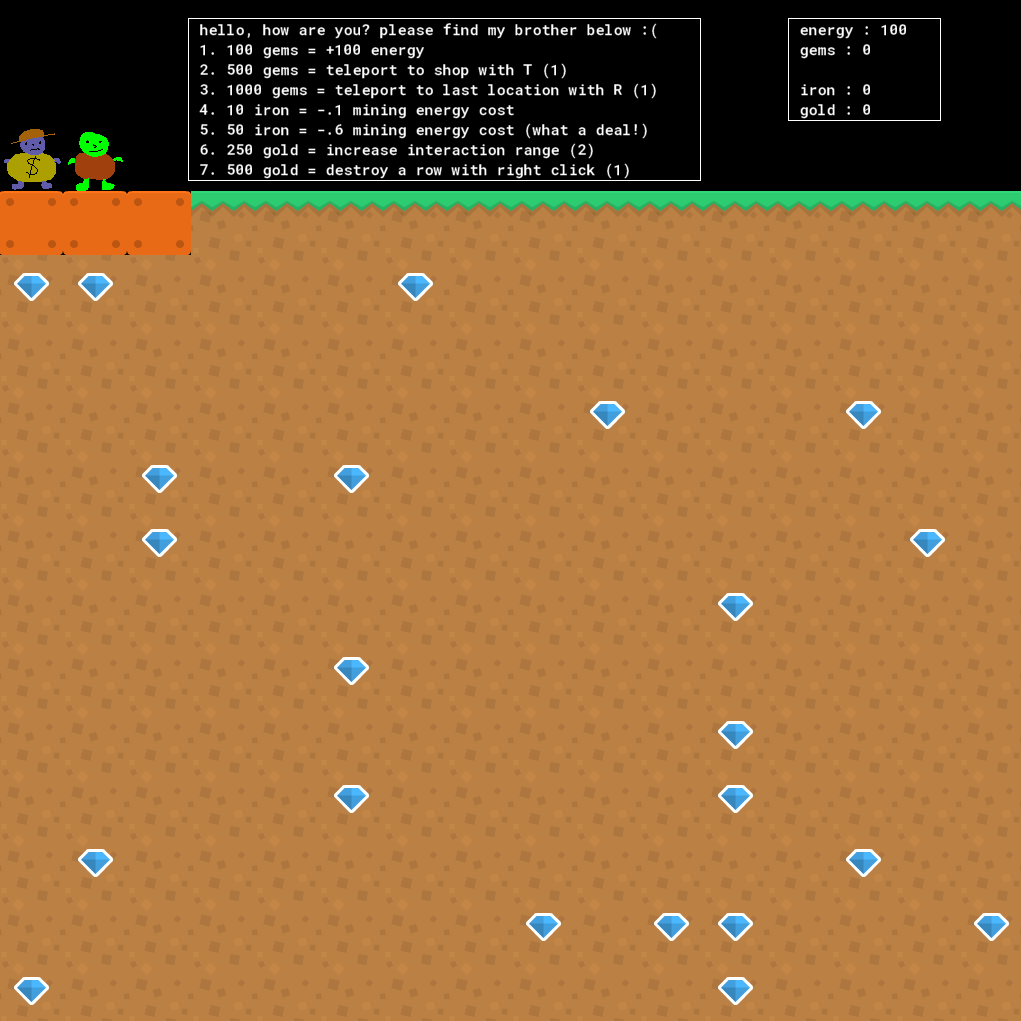 hello, how are you? please find my brother below :(
1. 100 gems = +100 energy
2. 500 gems = teleport to shop with T (1)
3. 1000 gems = teleport to last location with R (1)
4. 10 iron = -.1 mining energy cost
5. 50 iron = -.6 mining energy cost (what a deal!)
6. 250 gold = increase interaction range (2)
7. 500 gold = destroy a row with right click (1)
energy : 100
gems : 0
iron : 0
gold : 0
$